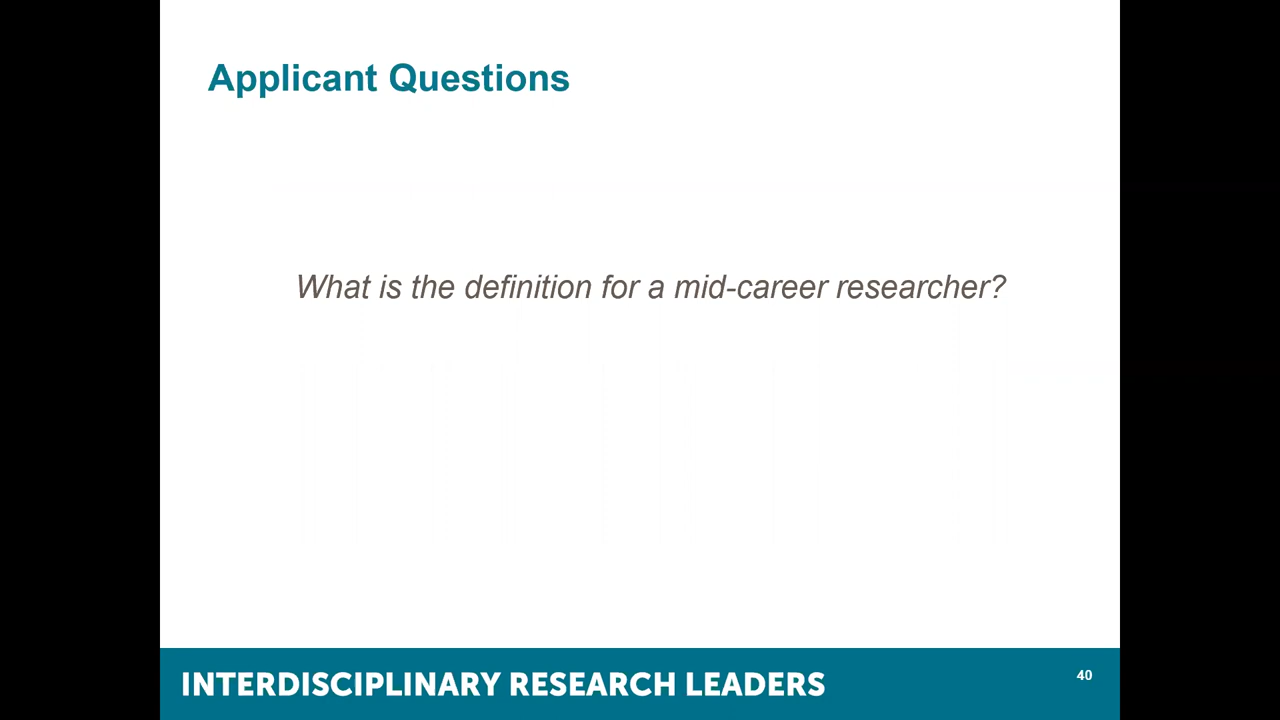 Applicant Questions
What is the definition for a mid-career researcher?
INTERDISCIPLINARY RESEARCH LEADERS
40